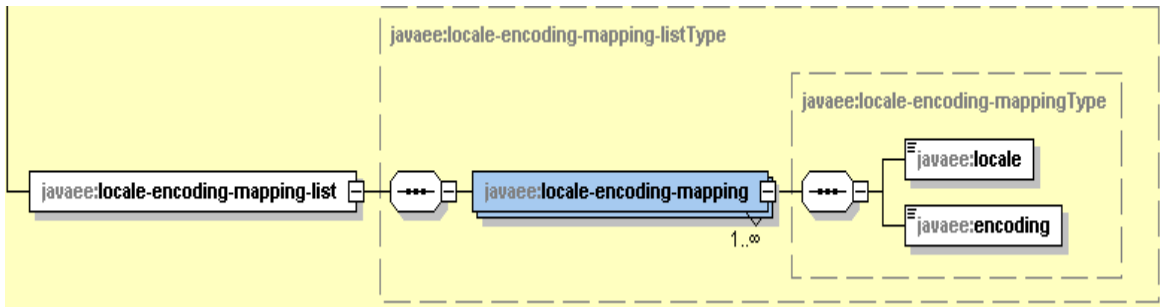 javaee:locale-encoding-mapping-listType
javaee:locale-encoding-mappingType
javaee:locale
javaee:locale-encoding-mapping-list
javaee:locale-encoding-mapping
javaee:encoding
1..∞